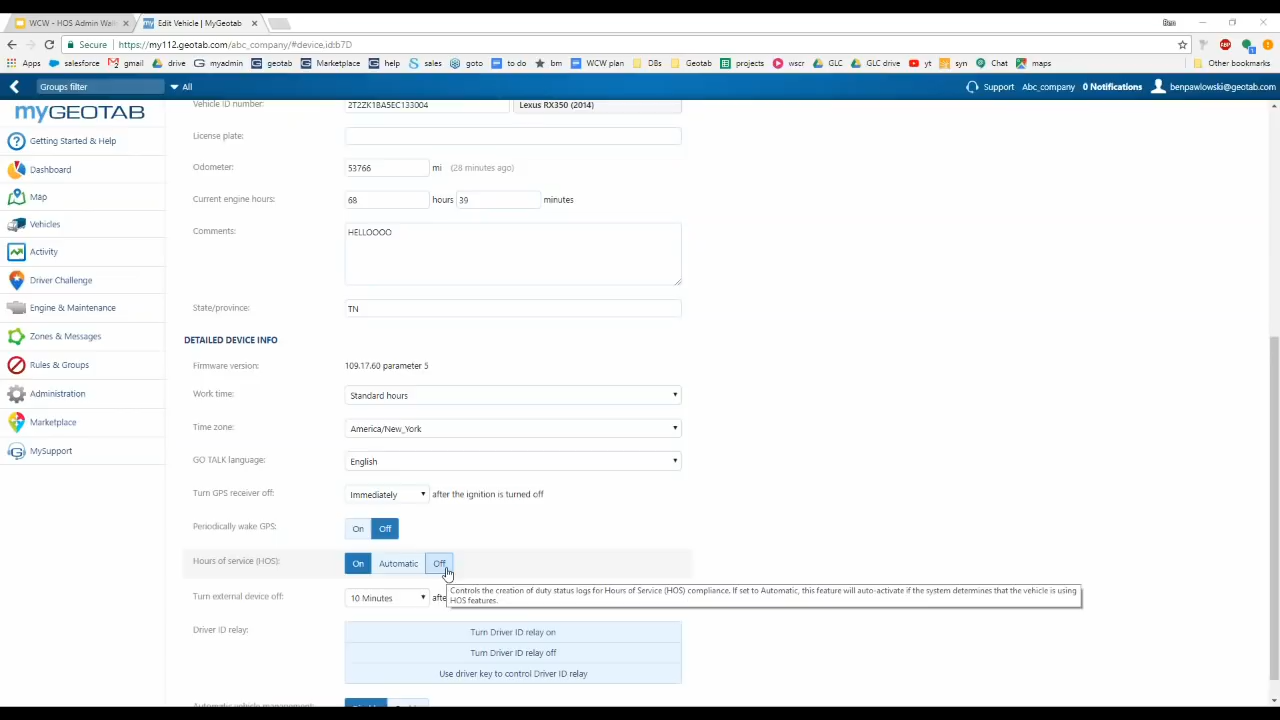 WCW - HOS Admin Wal
Edit Vehicle | MyGeotab
Secure
https://my112.geotab.com/abc_company/#device,id:b7D
Apps
salesforce
gmail
drive
myadmin
geotab
Marketplace
help
sales
goto
to do
bm
WCW plan
DBs
Geotab
projects
wscr
GLC
GLC drive
yt
syn
Chat
maps
Other bookmarks
Groups filter
All
Support
Abc_company
0 Notifications
benpawlowski@geotab.com
myGEOTAB
Getting Started & Help
Dashboard
Map
Vehicles
Activity
Driver Challenge
Engine & Maintenance
Zones & Messages
Rules & Groups
Administration
Marketplace
MySupport
Vehicle ID number: 2T2ZK1BA5EC133004 Lexus RX350 (2014)
License plate:
Odometer: 53766 mi (28 minutes ago)
Current engine hours: 68 hours 39 minutes
Comments: HELLOOOO
State/province: TN
DETAILED DEVICE INFO
Firmware version: 109.17.60 parameter 5
Work time: Standard hours
Time zone: America/New_York
GO TALK language: English
Turn GPS receiver off: Immediately after the ignition is turned off
Periodically wake GPS: On Off
Hours of service (HOS): On Automatic Off
Controls the creation of duty status logs for Hours of Service (HOS) compliance. If set to Automatic, this feature will auto-activate if the system determines that the vehicle is using
HOS features.
Turn external device off: 10 Minutes
Driver ID relay: Turn Driver ID relay on
Turn Driver ID relay off
Use driver key to control Driver ID relay
Automatic vehicle management: